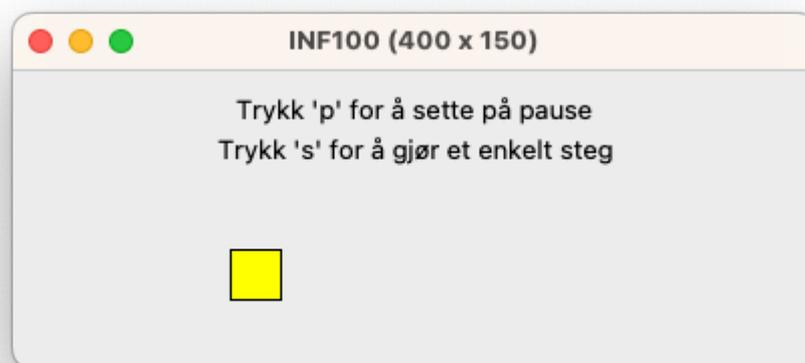 INF100 (400 x 150)
Trykk 'p' for å sette på pause
Trykk 's' for å gjør et enkelt steg